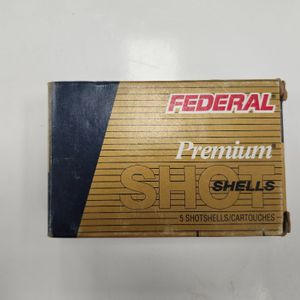 FEDERAL
Premium
SHOT
SHELLS
5 SHOTSHELLS/CARTOUCHES